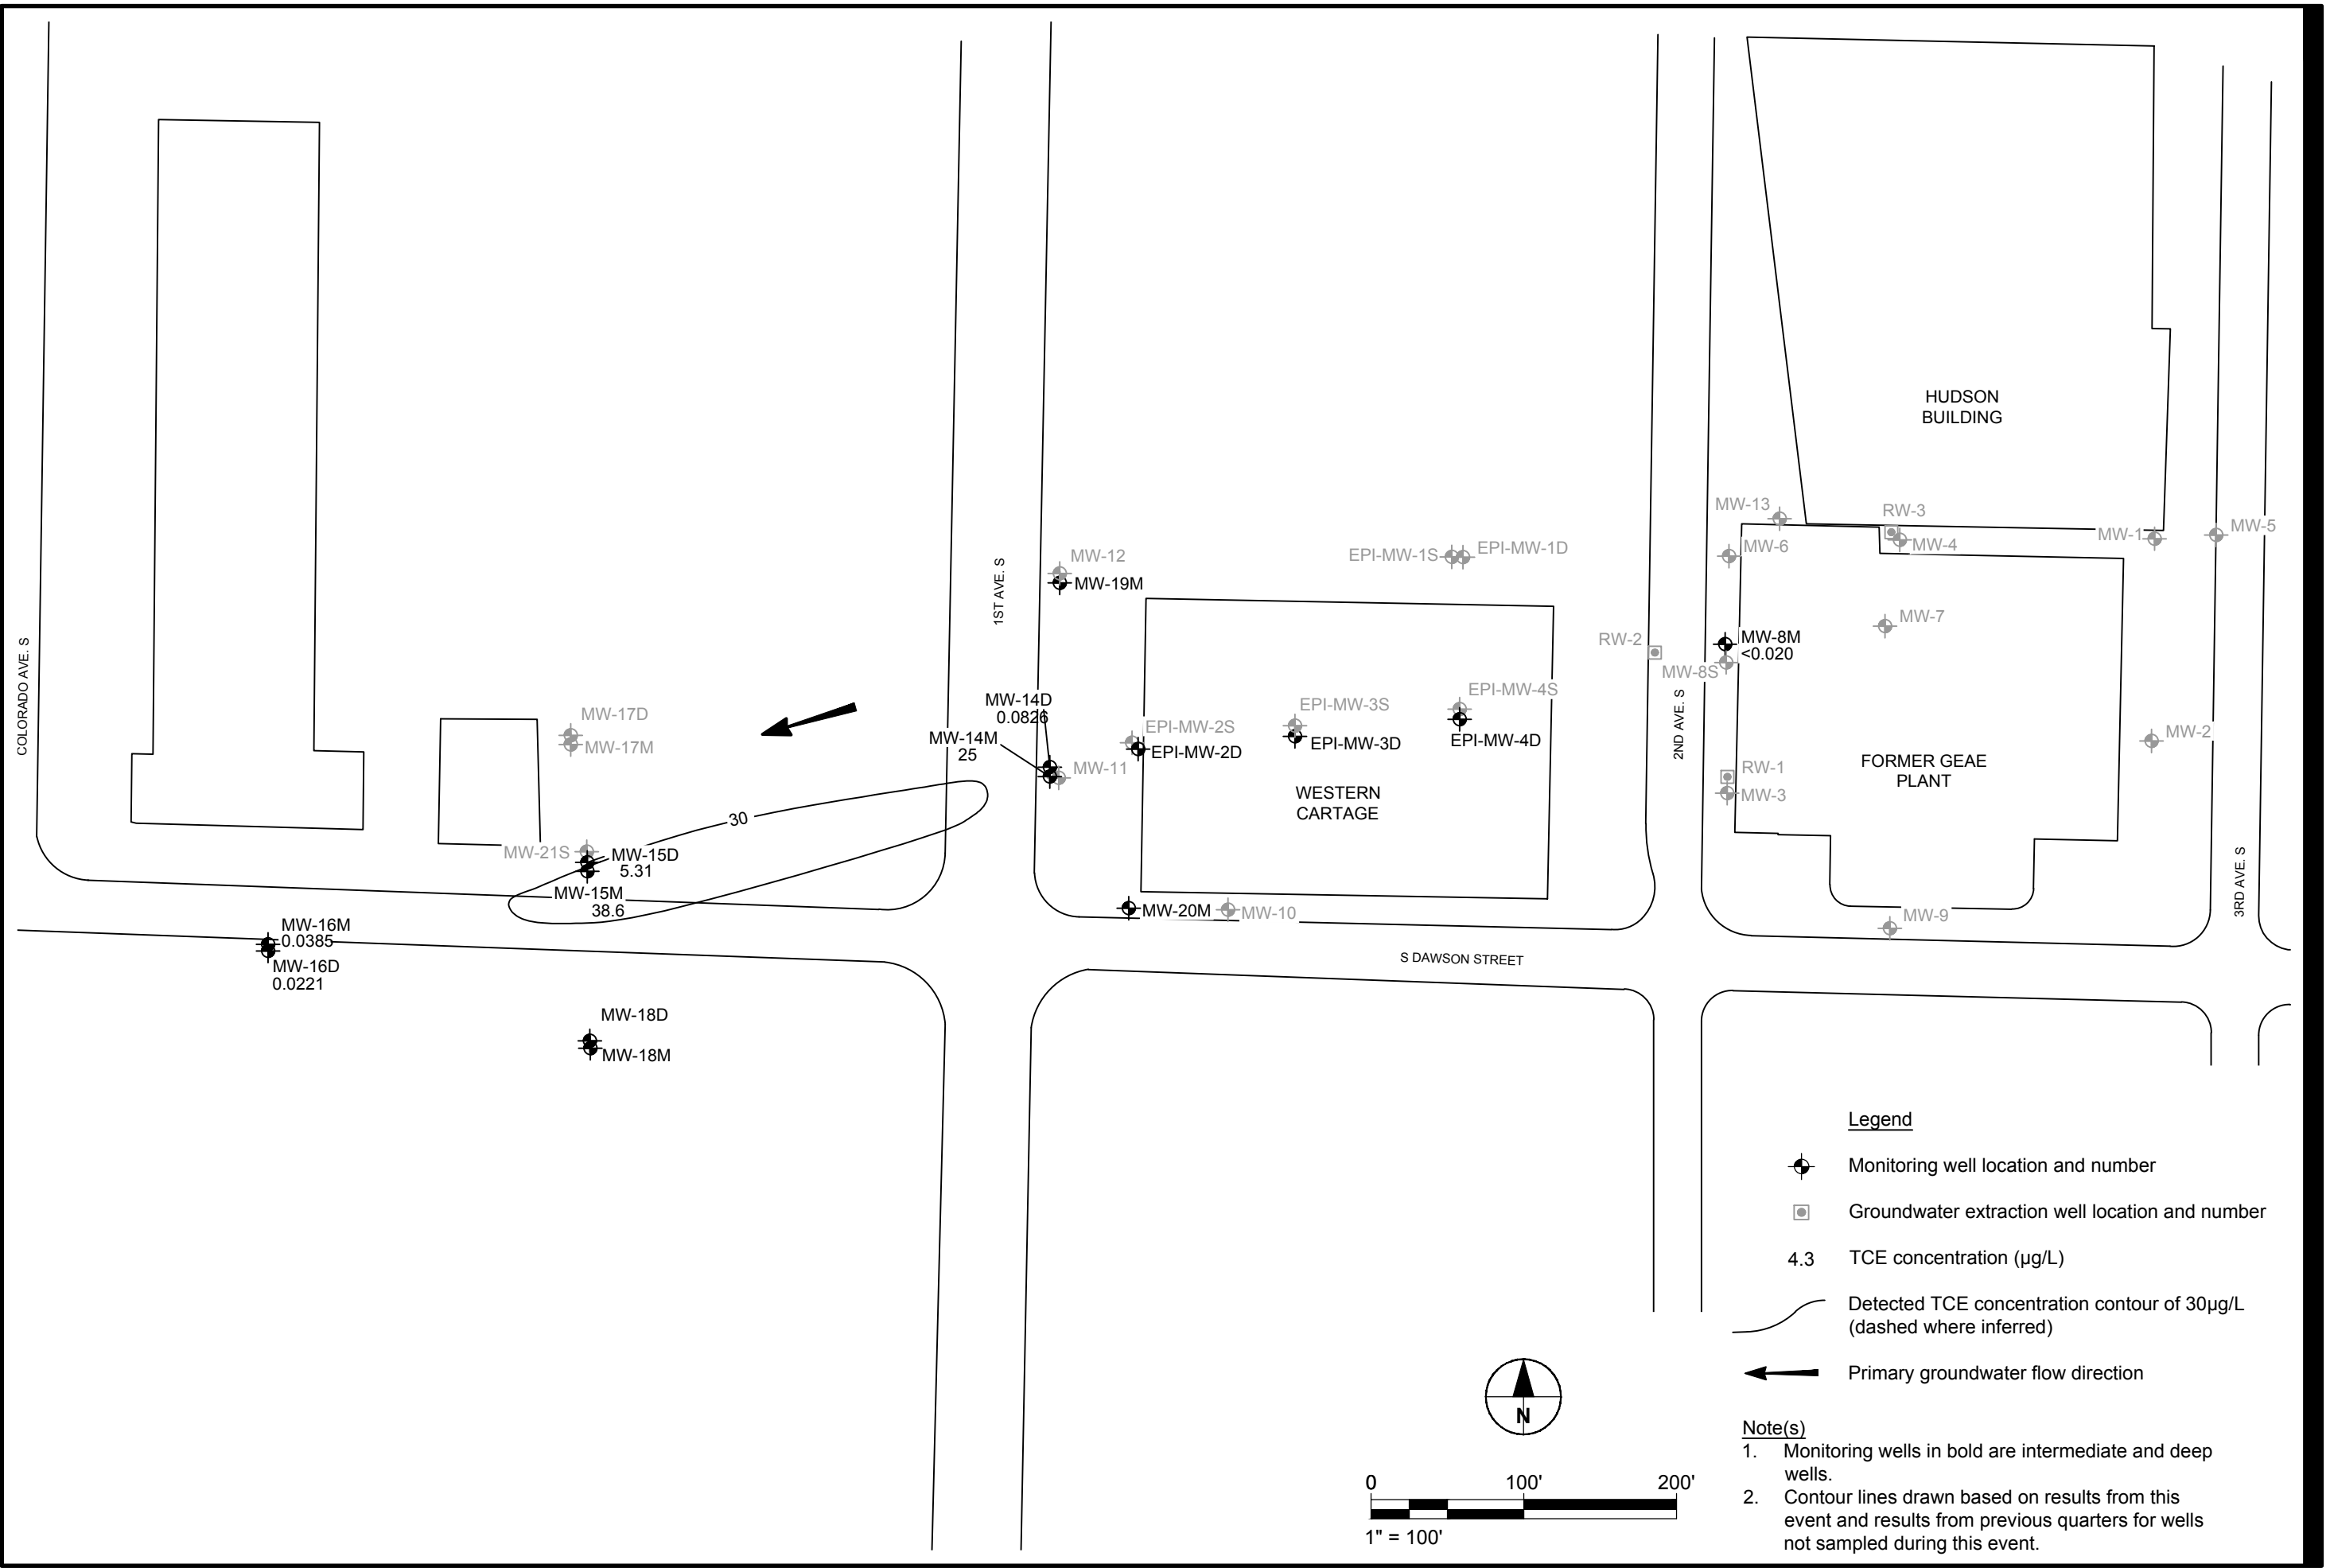 HUDSON
BUILDING
MW-13
RW-3
MW-4
MW-1
MW-5
MW-6
MW-12
MW-19M
EPI-MW-1S
EPI-MW-1D
1ST AVE. S
COLORADO AVE. S
RW-2
MW-8M
<0.020
MW-8S
MW-7
2ND AVE. S
MW-2
MW-17D
MW-17M
MW-14D
0.0826
MW-14M
25
MW-11
EPI-MW-2S
EPI-MW-2D
EPI-MW-3S
EPI-MW-3D
EPI-MW-4S
EPI-MW-4D
WESTERN
CARTAGE
FORMER GEAE
PLANT
RW-1
MW-3
30
MW-21S
MW-15D
5.31
MW-15M
38.6
MW-20M
MW-10
MW-9
3RD AVE. S
MW-16M
0.0385
MW-16D
0.0221
S DAWSON STREET
MW-18D
MW-18M
Legend
Monitoring well location and number
Groundwater extraction well location and number
4.3 TCE concentration (µg/L)
Detected TCE concentration contour of 30µg/L
(dashed where inferred)
Primary groundwater flow direction
N
0 100' 200'
1" = 100'
Note(s)
1. Monitoring wells in bold are intermediate and deep
wells.
2. Contour lines drawn based on results from this
event and results from previous quarters for wells
not sampled during this event.